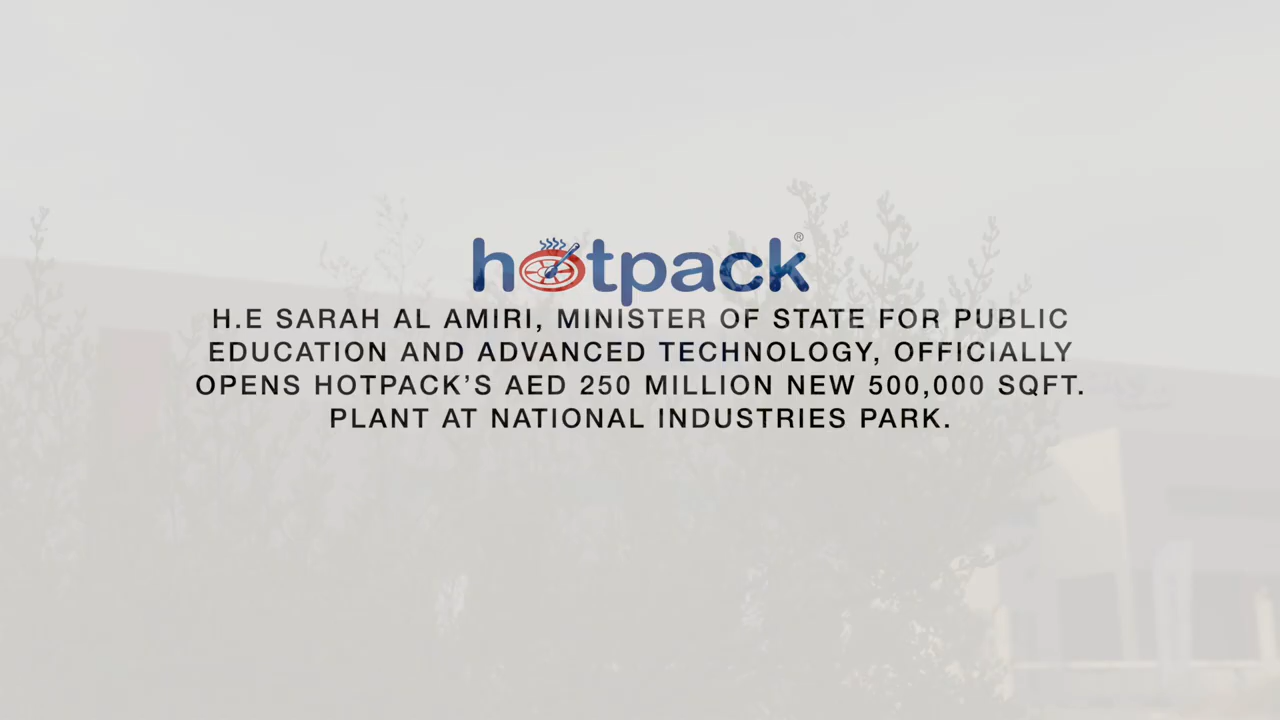 hotpack®
H.E SARAH AL AMIRI, MINISTER OF STATE FOR PUBLIC
EDUCATION AND ADVANCED TECHNOLOGY, OFFICIALLY
OPENS HOTPACK’S AED 250 MILLION NEW 500,000 SQFT.
PLANT AT NATIONAL INDUSTRIES PARK.